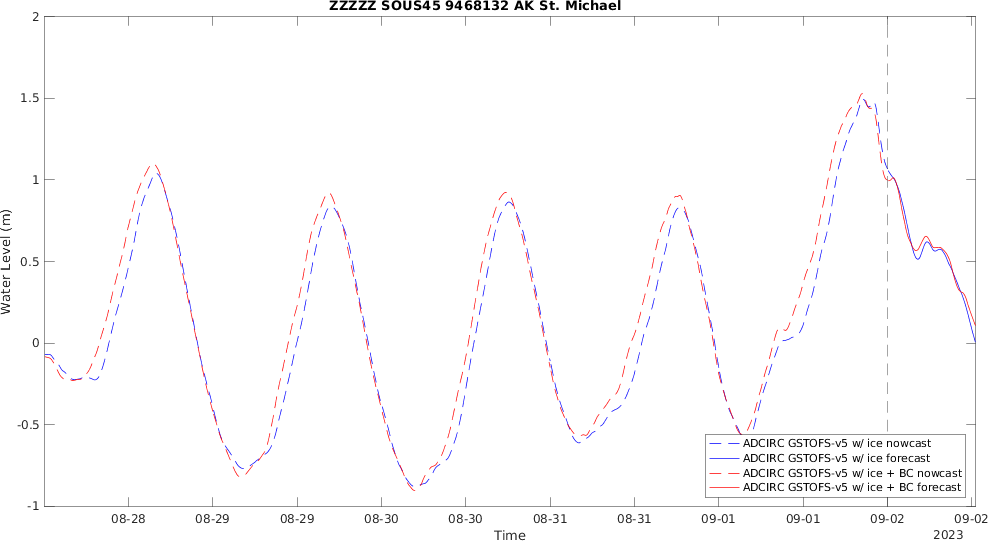 ZZZZZ SOUS45 9468132 AK St. Michael
2
1.5
1
0.5
0
-0.5
-1
Water Level (m)
08-28
08-29
08-29
08-30
08-30
08-31
08-31
09-01
09-01
09-02
09-02
Time
2023
ADCIRC GSTOFS-v5 w/ ice nowcast
ADCIRC GSTOFS-v5 w/ ice forecast
ADCIRC GSTOFS-v5 w/ ice + BC nowcast
ADCIRC GSTOFS-v5 w/ ice + BC forecast